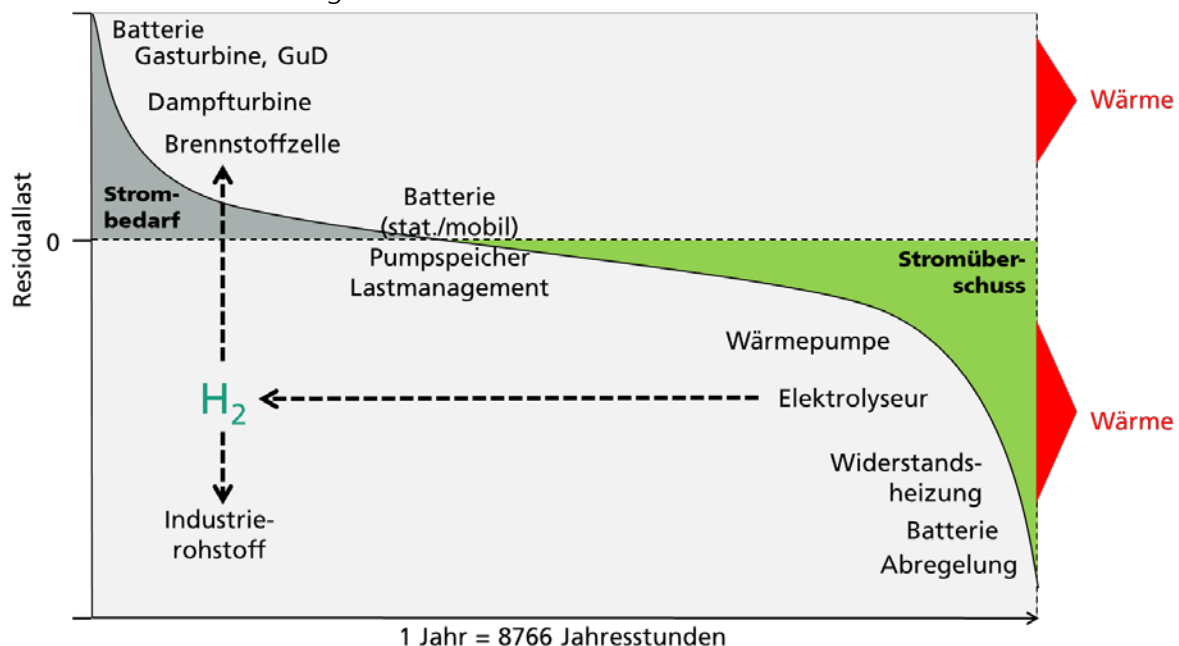 Batterie
Gasturbine, GuD
Dampfturbine
Brennstoffzelle
Wärme
Strom-
bedarf
Batterie
(stat./mobil)
Residuallast
0
Pumpspeicher
Lastmanagement
Stromüber-
schuss
Wärmepumpe
H2
Elektrolyseur
Wärme
Widerstands-
heizung
Industrie-
rohstoff
Batterie
Abregelung
1 Jahr = 8766 Jahresstunden